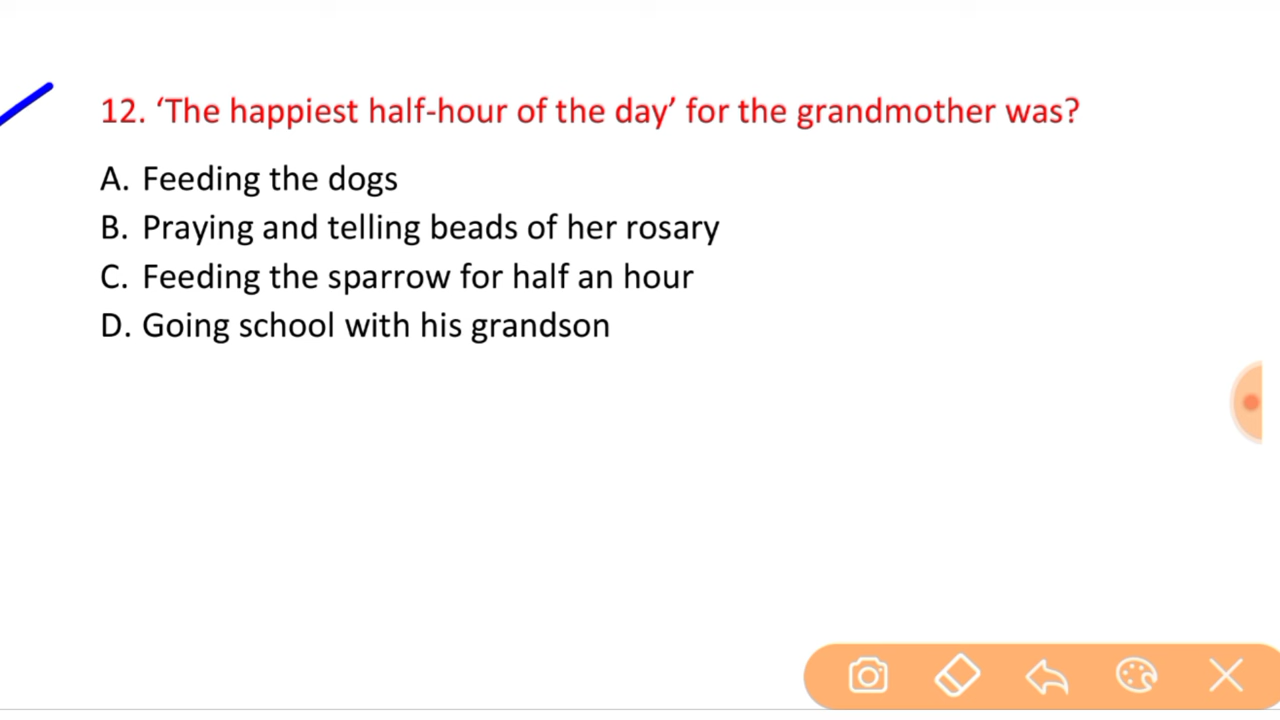 12. ‘The happiest half-hour of the day’ for the grandmother was?
A. Feeding the dogs
B. Praying and telling beads of her rosary
C. Feeding the sparrow for half an hour
D. Going school with his grandson